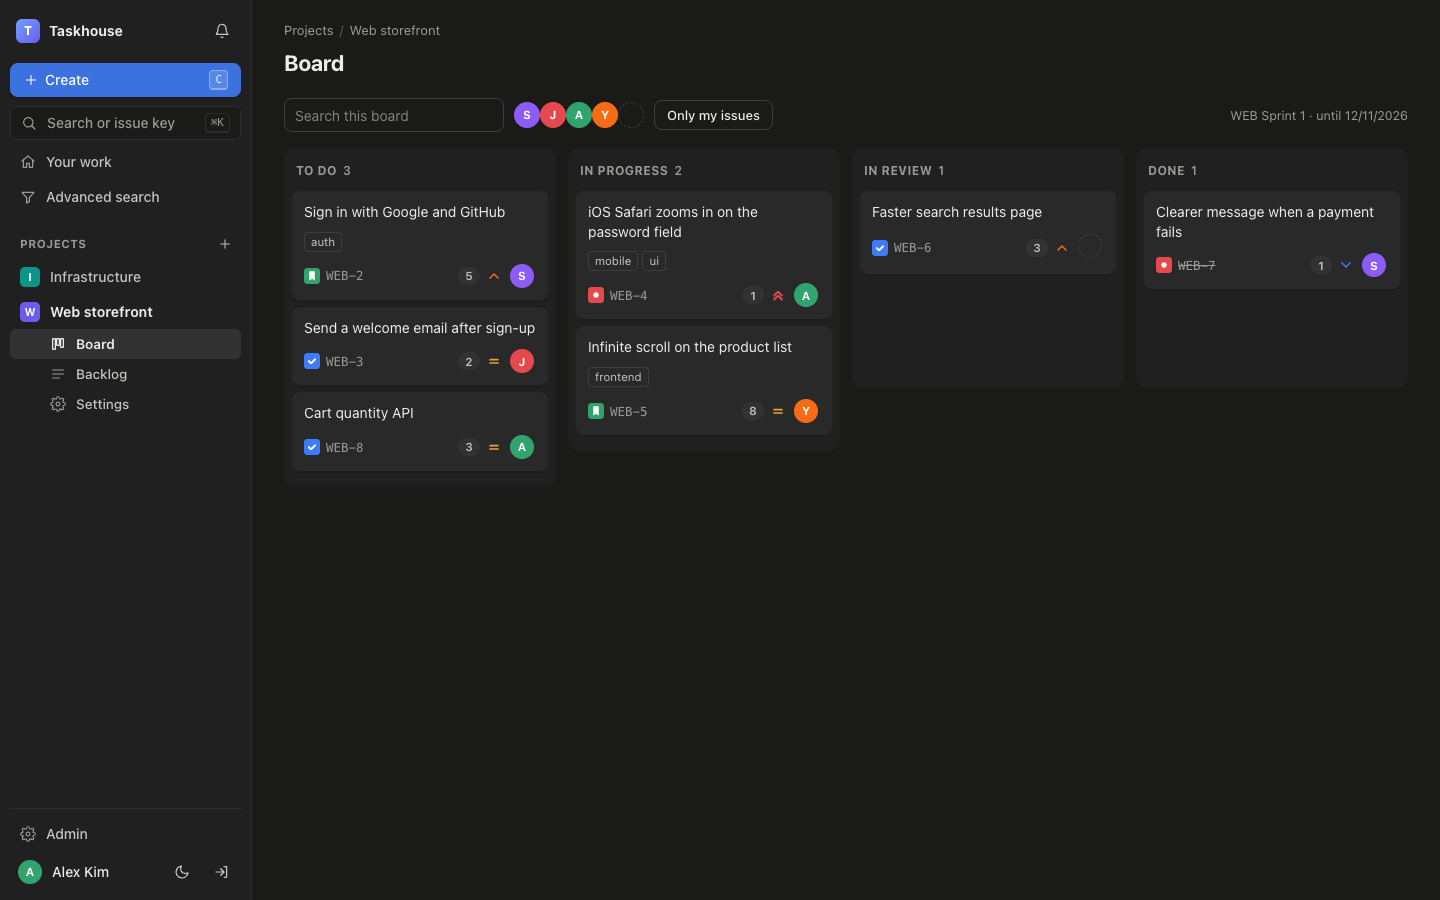 T Taskhouse
Create C
Search or issue key ⌘K
Your work
Advanced search
PROJECTS
I Infrastructure
W Web storefront
Board
Backlog
Settings
Admin
A Alex Kim
Projects / Web storefront
Board
Search this board
S J A Y
Only my issues
WEB Sprint 1 · until 12/11/2026
TO DO 3
Sign in with Google and GitHub
auth
WEB-2 5 S
Send a welcome email after sign-up
WEB-3 2 J
Cart quantity API
WEB-8 3 A
IN PROGRESS 2
iOS Safari zooms in on the
password field
mobile ui
WEB-4 1 A
Infinite scroll on the product list
frontend
WEB-5 8 Y
IN REVIEW 1
Faster search results page
WEB-6 3
DONE 1
Clearer message when a payment
fails
WEB-7 1 S